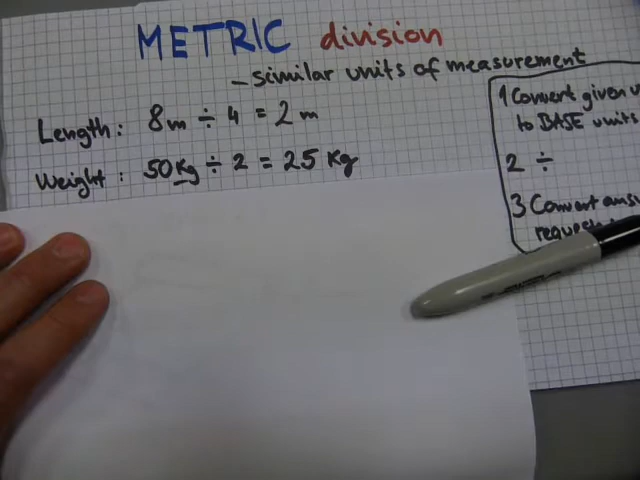 METRIC division
- similar units of measurement
Length: 8m ÷ 4 = 2m
Weight: 50Kg ÷ 2 = 25 Kg
1 Convert given
to BASE units
2 ÷
3 Convert